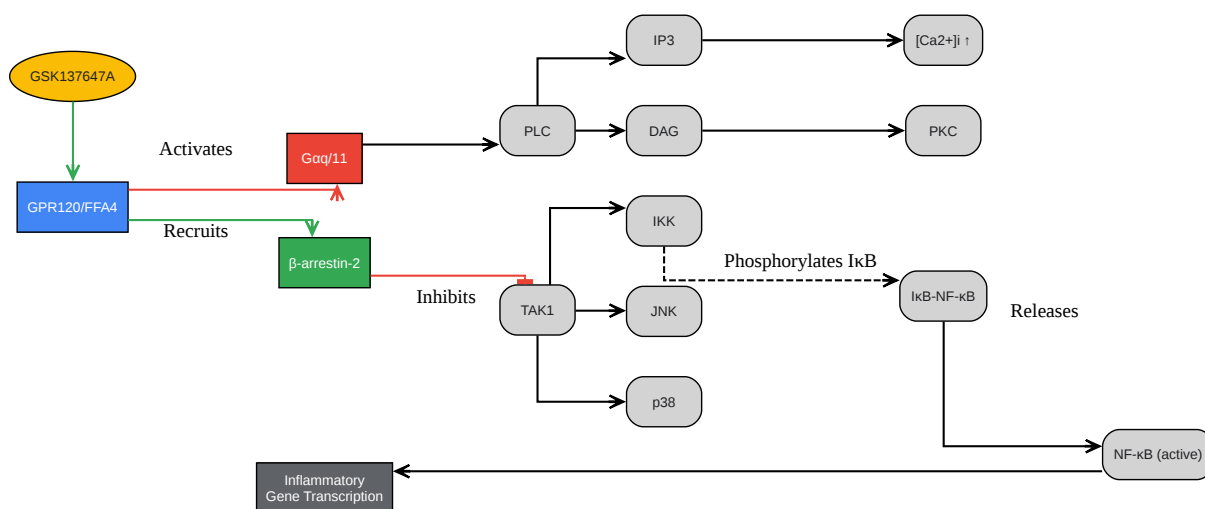 IP3
[Ca2+]i ↑
GSK137647A
PLC
DAG
PKC
Activates
Gαq/11
GPR120/FFA4
Recruits
IKK
β-arrestin-2
Phosphorylates IκB
Inhibits
TAK1
JNK
IκB-NF-κB
Releases
p38
NF-κB (active)
Inflammatory
Gene Transcription